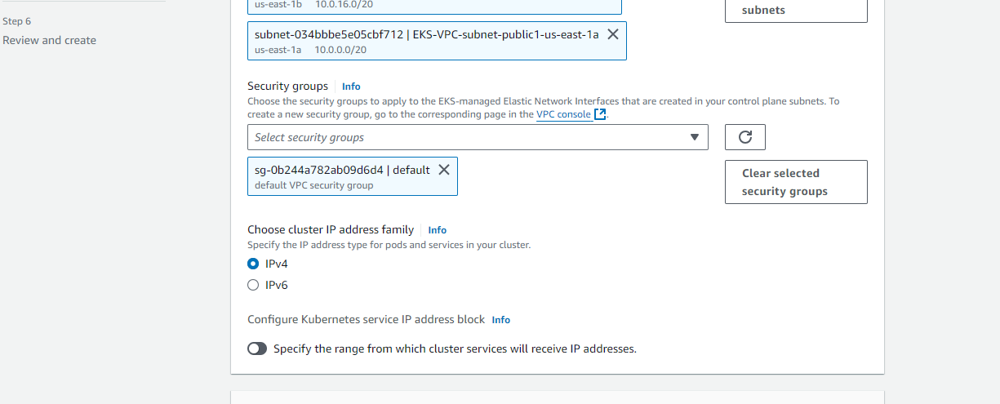 us-east-1b 10.0.16.0/20
subnets
Step 6
Review and create
subnet-034bbbe5e05cbf712 | EKS-VPC-subnet-public1-us-east-1a
us-east-1a 10.0.0.0/20
Security groups Info
Choose the security groups to apply to the EKS-managed Elastic Network Interfaces that are created in your control plane subnets. To
create a new security group, go to the corresponding page in the VPC console.
Select security groups
sg-0b244a782ab09d6d4 | default
default VPC security group
Clear selected
security groups
Choose cluster IP address family Info
Specify the IP address type for pods and services in your cluster.
IPv4
IPv6
Configure Kubernetes service IP address block Info
Specify the range from which cluster services will receive IP addresses.